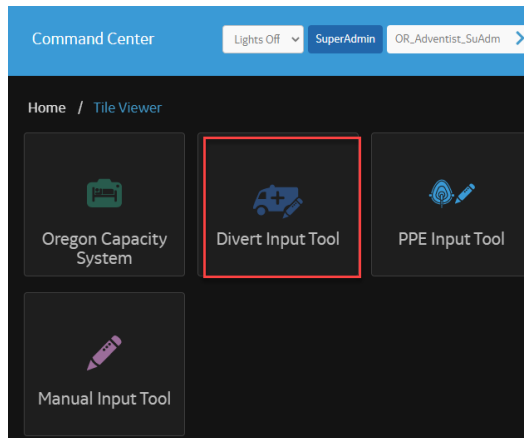 Command Center
Lights Off
SuperAdmin
OR_Adventist_SuAdm
Home / Tile Viewer
Oregon Capacity
System
Divert Input Tool
PPE Input Tool
Manual Input Tool